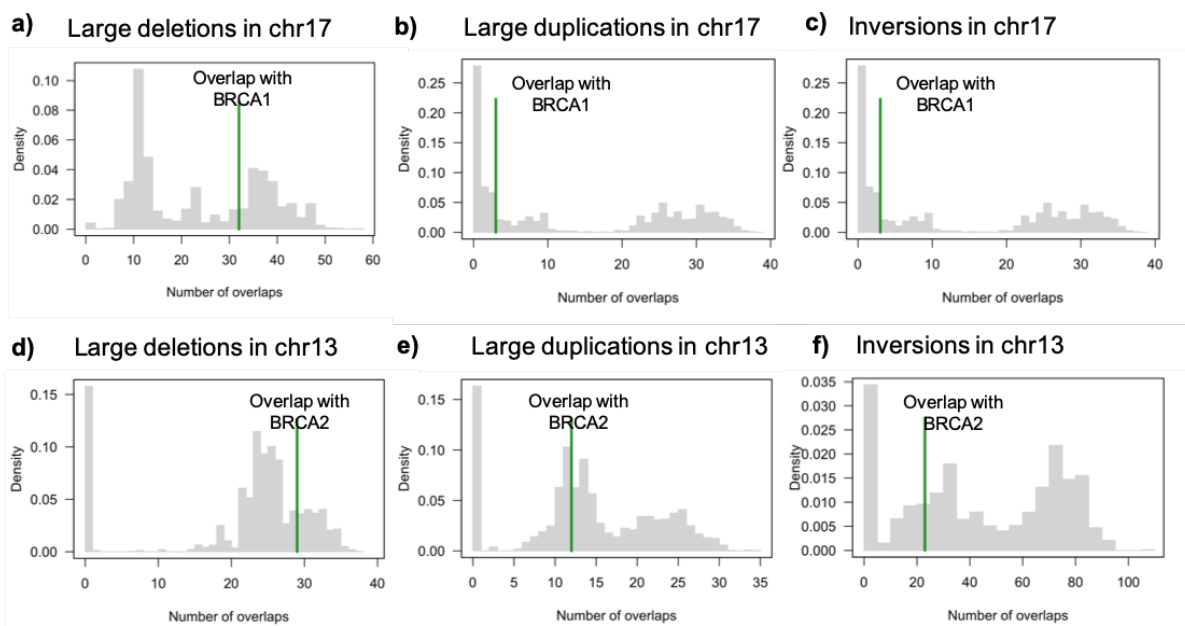 a) Large deletions in chr17
Overlap with
BRCA1
Density
0.10
0.08
0.06
0.04
0.02
0.00
0 10 20 30 40 50 60
Number of overlaps
b) Large duplications in chr17
Overlap with
BRCA1
Density
0.25
0.20
0.15
0.10
0.05
0.00
0 10 20 30 40
Number of overlaps
c) Inversions in chr17
Overlap with
BRCA1
Density
0.25
0.20
0.15
0.10
0.05
0.00
0 10 20 30 40
Number of overlaps
d) Large deletions in chr13
Overlap with
BRCA2
Density
0.15
0.10
0.05
0.00
0 10 20 30 40
Number of overlaps
e) Large duplications in chr13
Overlap with
BRCA2
Density
0.15
0.10
0.05
0.00
0 5 10 15 20 25 30 35
Number of overlaps
f) Inversions in chr13
Overlap with
BRCA2
Density
0.035
0.030
0.025
0.020
0.015
0.010
0.005
0.000
0 20 40 60 80 100
Number of overlaps